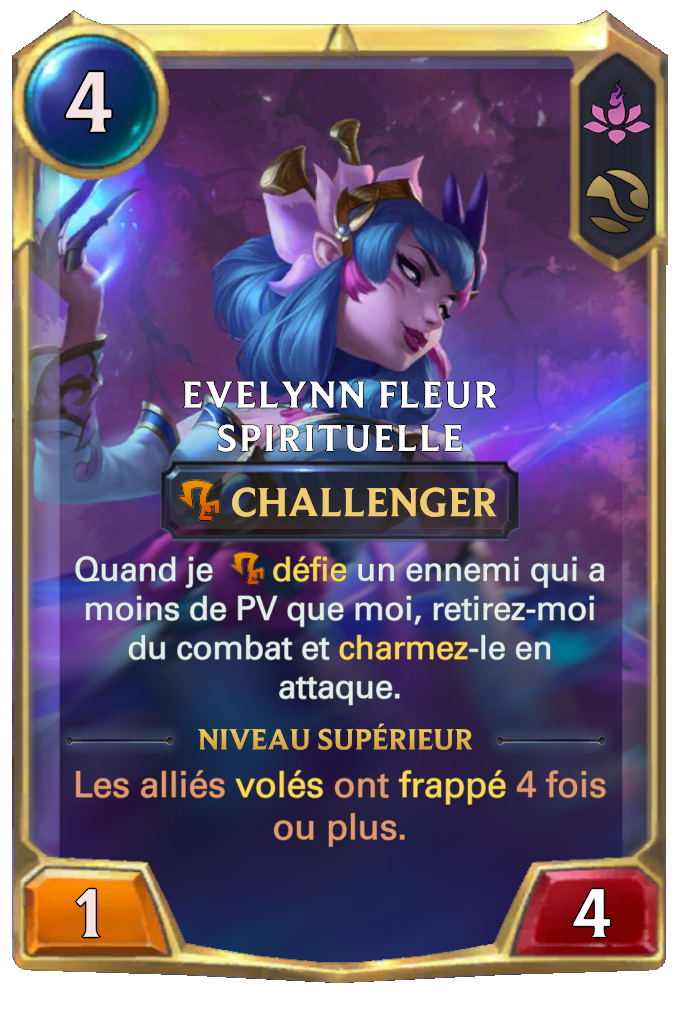 4
EVELYNN FLEUR
SPIRITUELLE
CHALLENGER
Quand je défie un ennemi qui a
moins de PV que moi, retirez-moi
du combat et charmez-le en
attaque.
NIVEAU SUPÉRIEUR
Les alliés volés ont frappé 4 fois
ou plus.
1
4